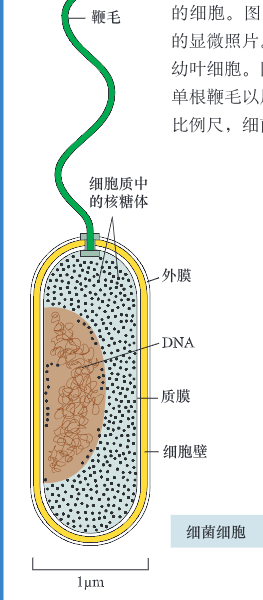 的细胞。图
的显微照片。
幼叶细胞。
单根鞭毛以
比例尺，细
鞭毛
细胞质中
的核糖体
外膜
DNA
质膜
细胞壁
细菌细胞
1μm